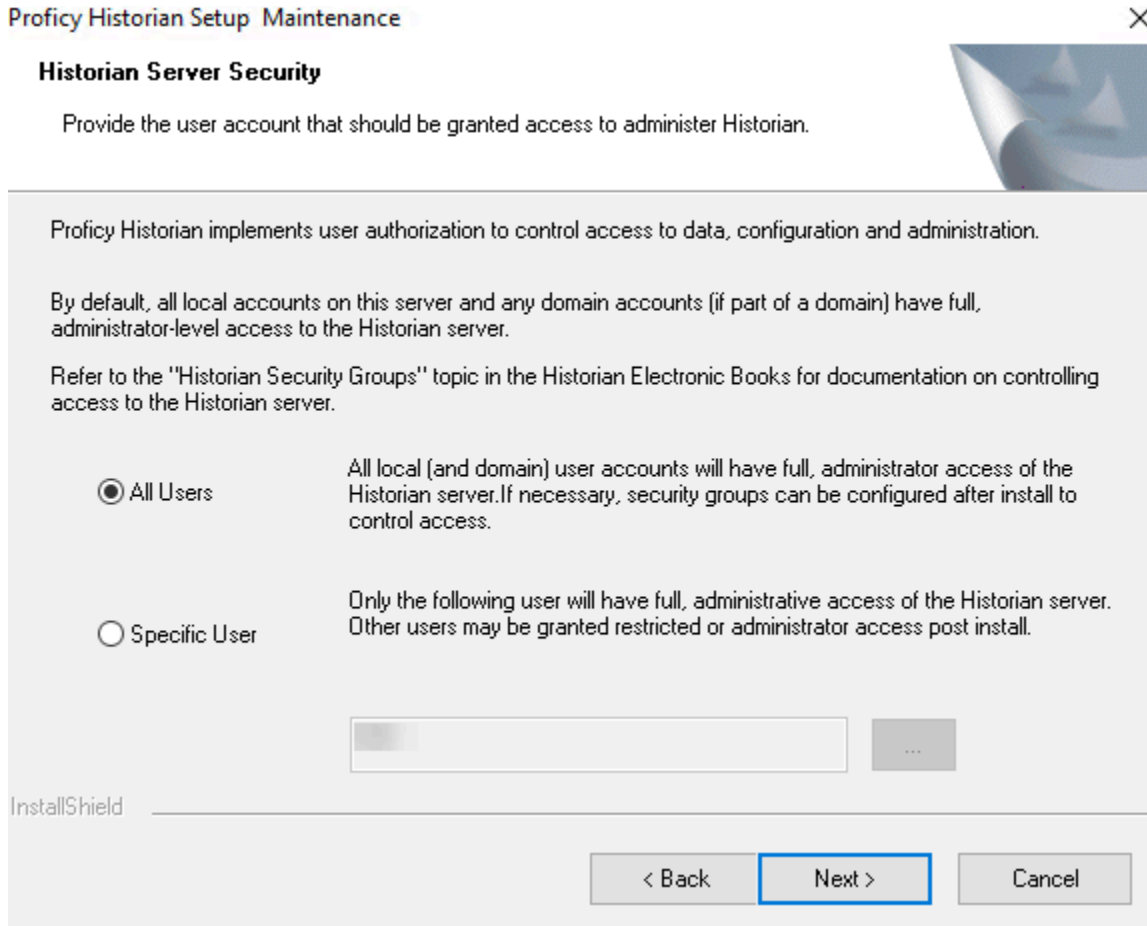 Proficy Historian Setup  Maintenance
Historian Server Security
Provide the user account that should be granted access to administer Historian.
Proficy Historian implements user authorization to control access to data, configuration and administration.
By default, all local accounts on this server and any domain accounts (if part of a domain) have full,
administrator-level access to the Historian server.
Refer to the "Historian Security Groups" topic in the Historian Electronic Books for documentation on controlling
access to the Historian server.
All Users
All local (and domain) user accounts will have full, administrator access of the
Historian server.If necessary, security groups can be configured after install to
control access.
Specific User
Only the following user will have full, administrative access of the Historian server.
Other users may be granted restricted or administrator access post install.
...
InstallShield
< Back
Next >
Cancel